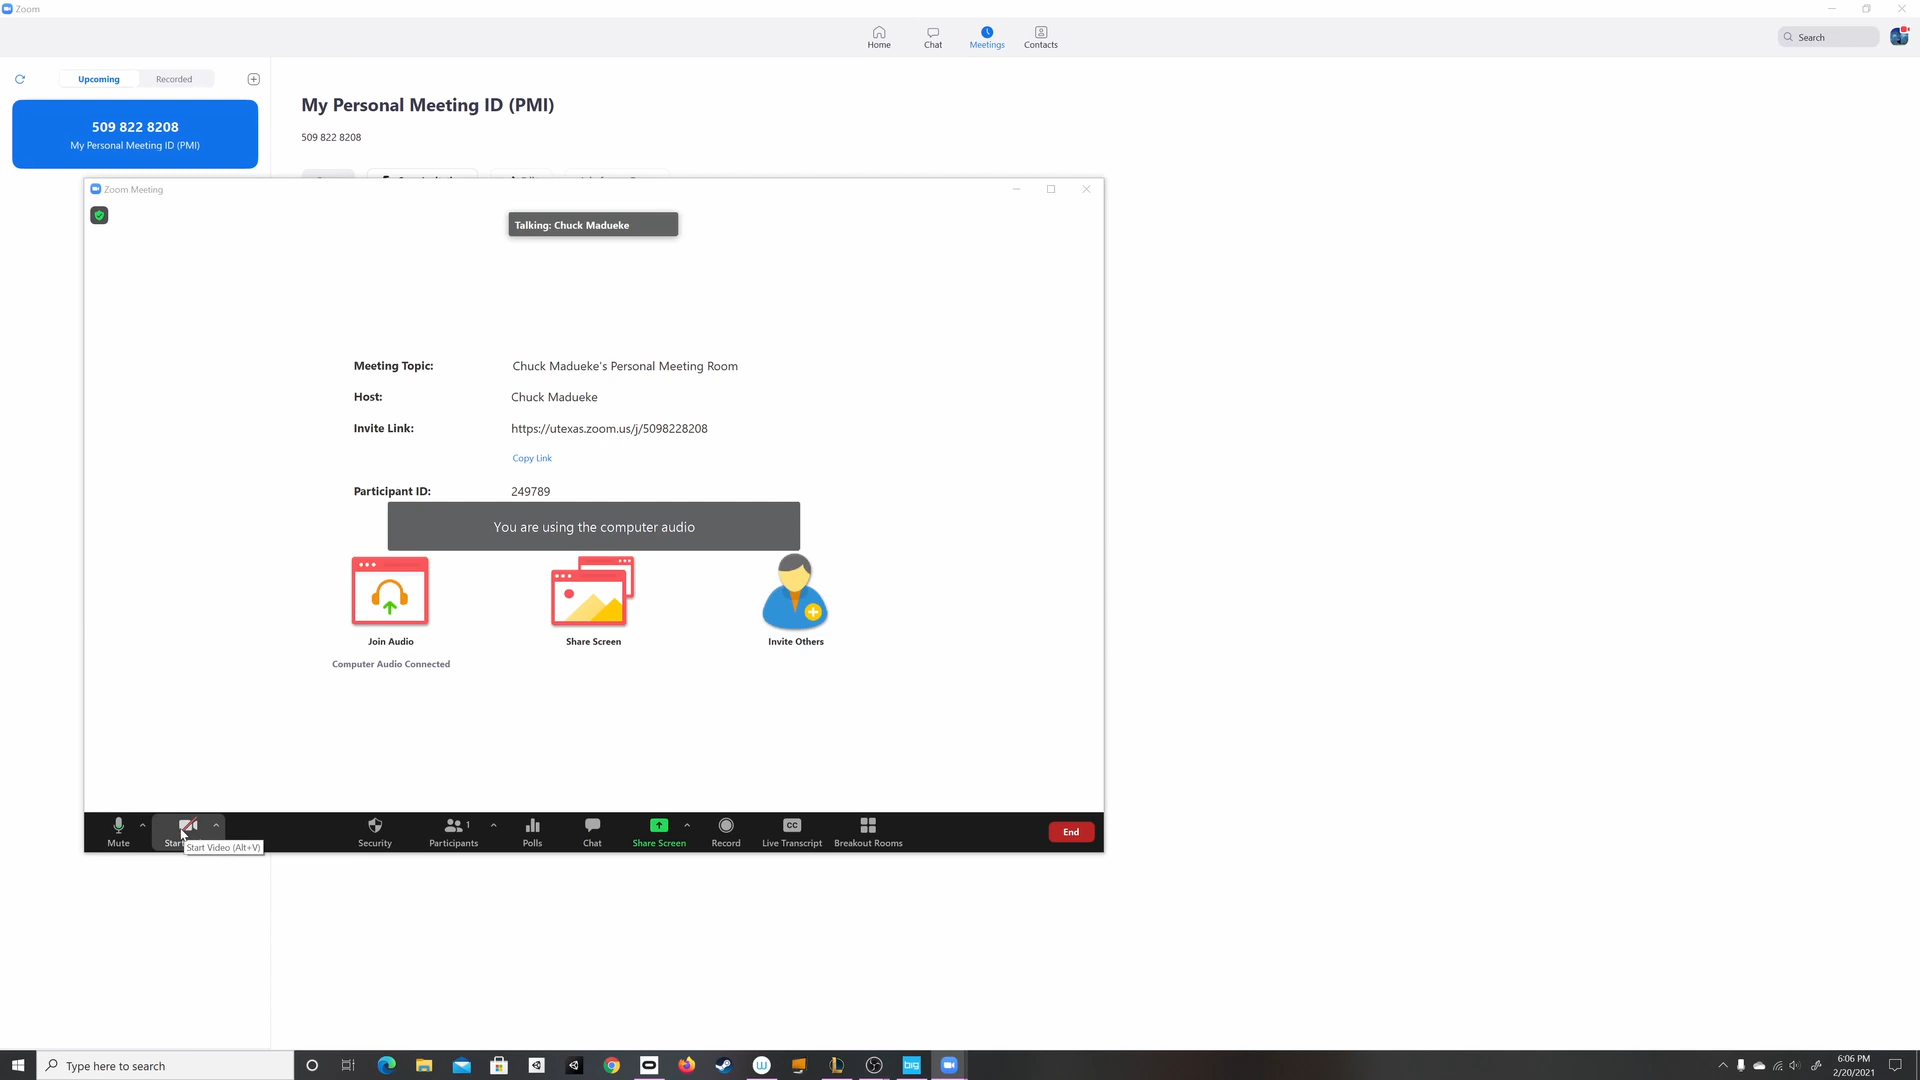 Zoom
Home
Chat
Meetings
Contacts
Search
Upcoming
Recorded
509 822 8208
My Personal Meeting ID (PMI)
My Personal Meeting ID (PMI)
509 822 8208
Zoom Meeting
Talking: Chuck Madueke
Meeting Topic:
Chuck Madueke's Personal Meeting Room
Host:
Chuck Madueke
Invite Link:
https://utexas.zoom.us/j/5098228208
Copy Link
Participant ID:
249789
You are using the computer audio
Join Audio
Share Screen
Invite Others
Computer Audio Connected
Mute
Start
Start Video (Alt+V)
Security
1
Participants
Polls
Chat
Share Screen
Record
CC
Live Transcript
Breakout Rooms
End
Type here to search
big
6:06 PM
2/20/2021